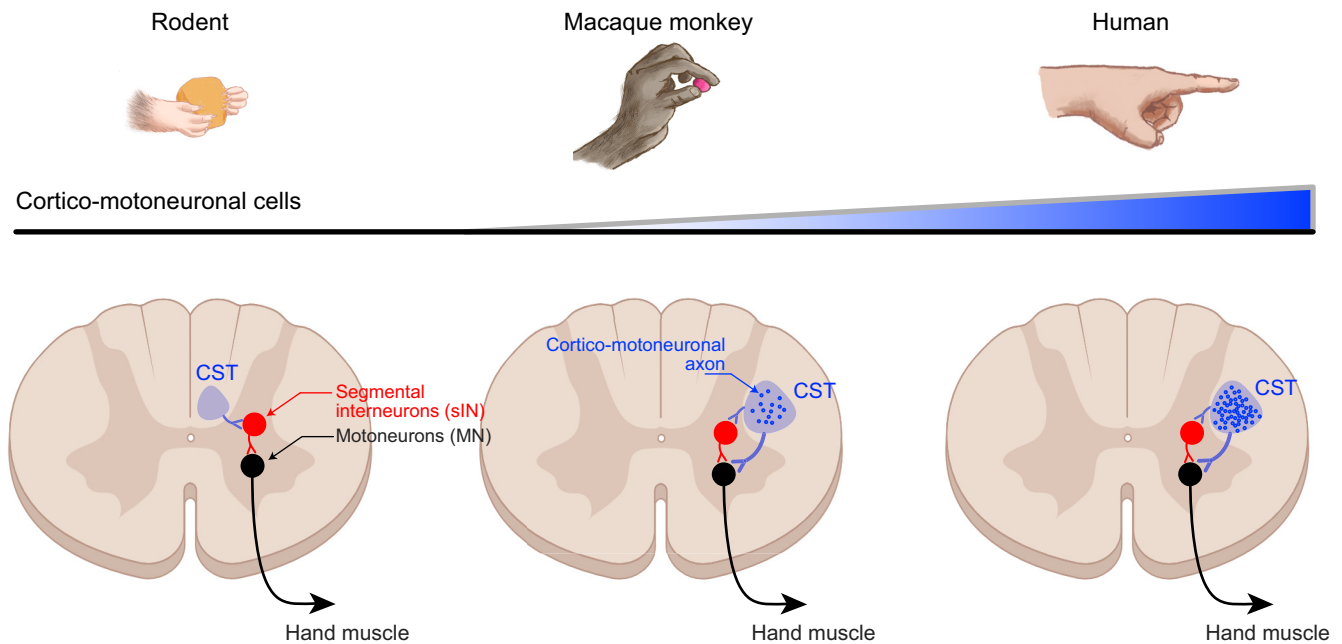 Rodent
Macaque monkey
Human
Cortico-motoneuronal cells
CST
Segmental
interneurons (sIN)
Motoneurons (MN)
Hand muscle
Cortico-motoneuronal
axon
CST
Hand muscle
CST
Hand muscle